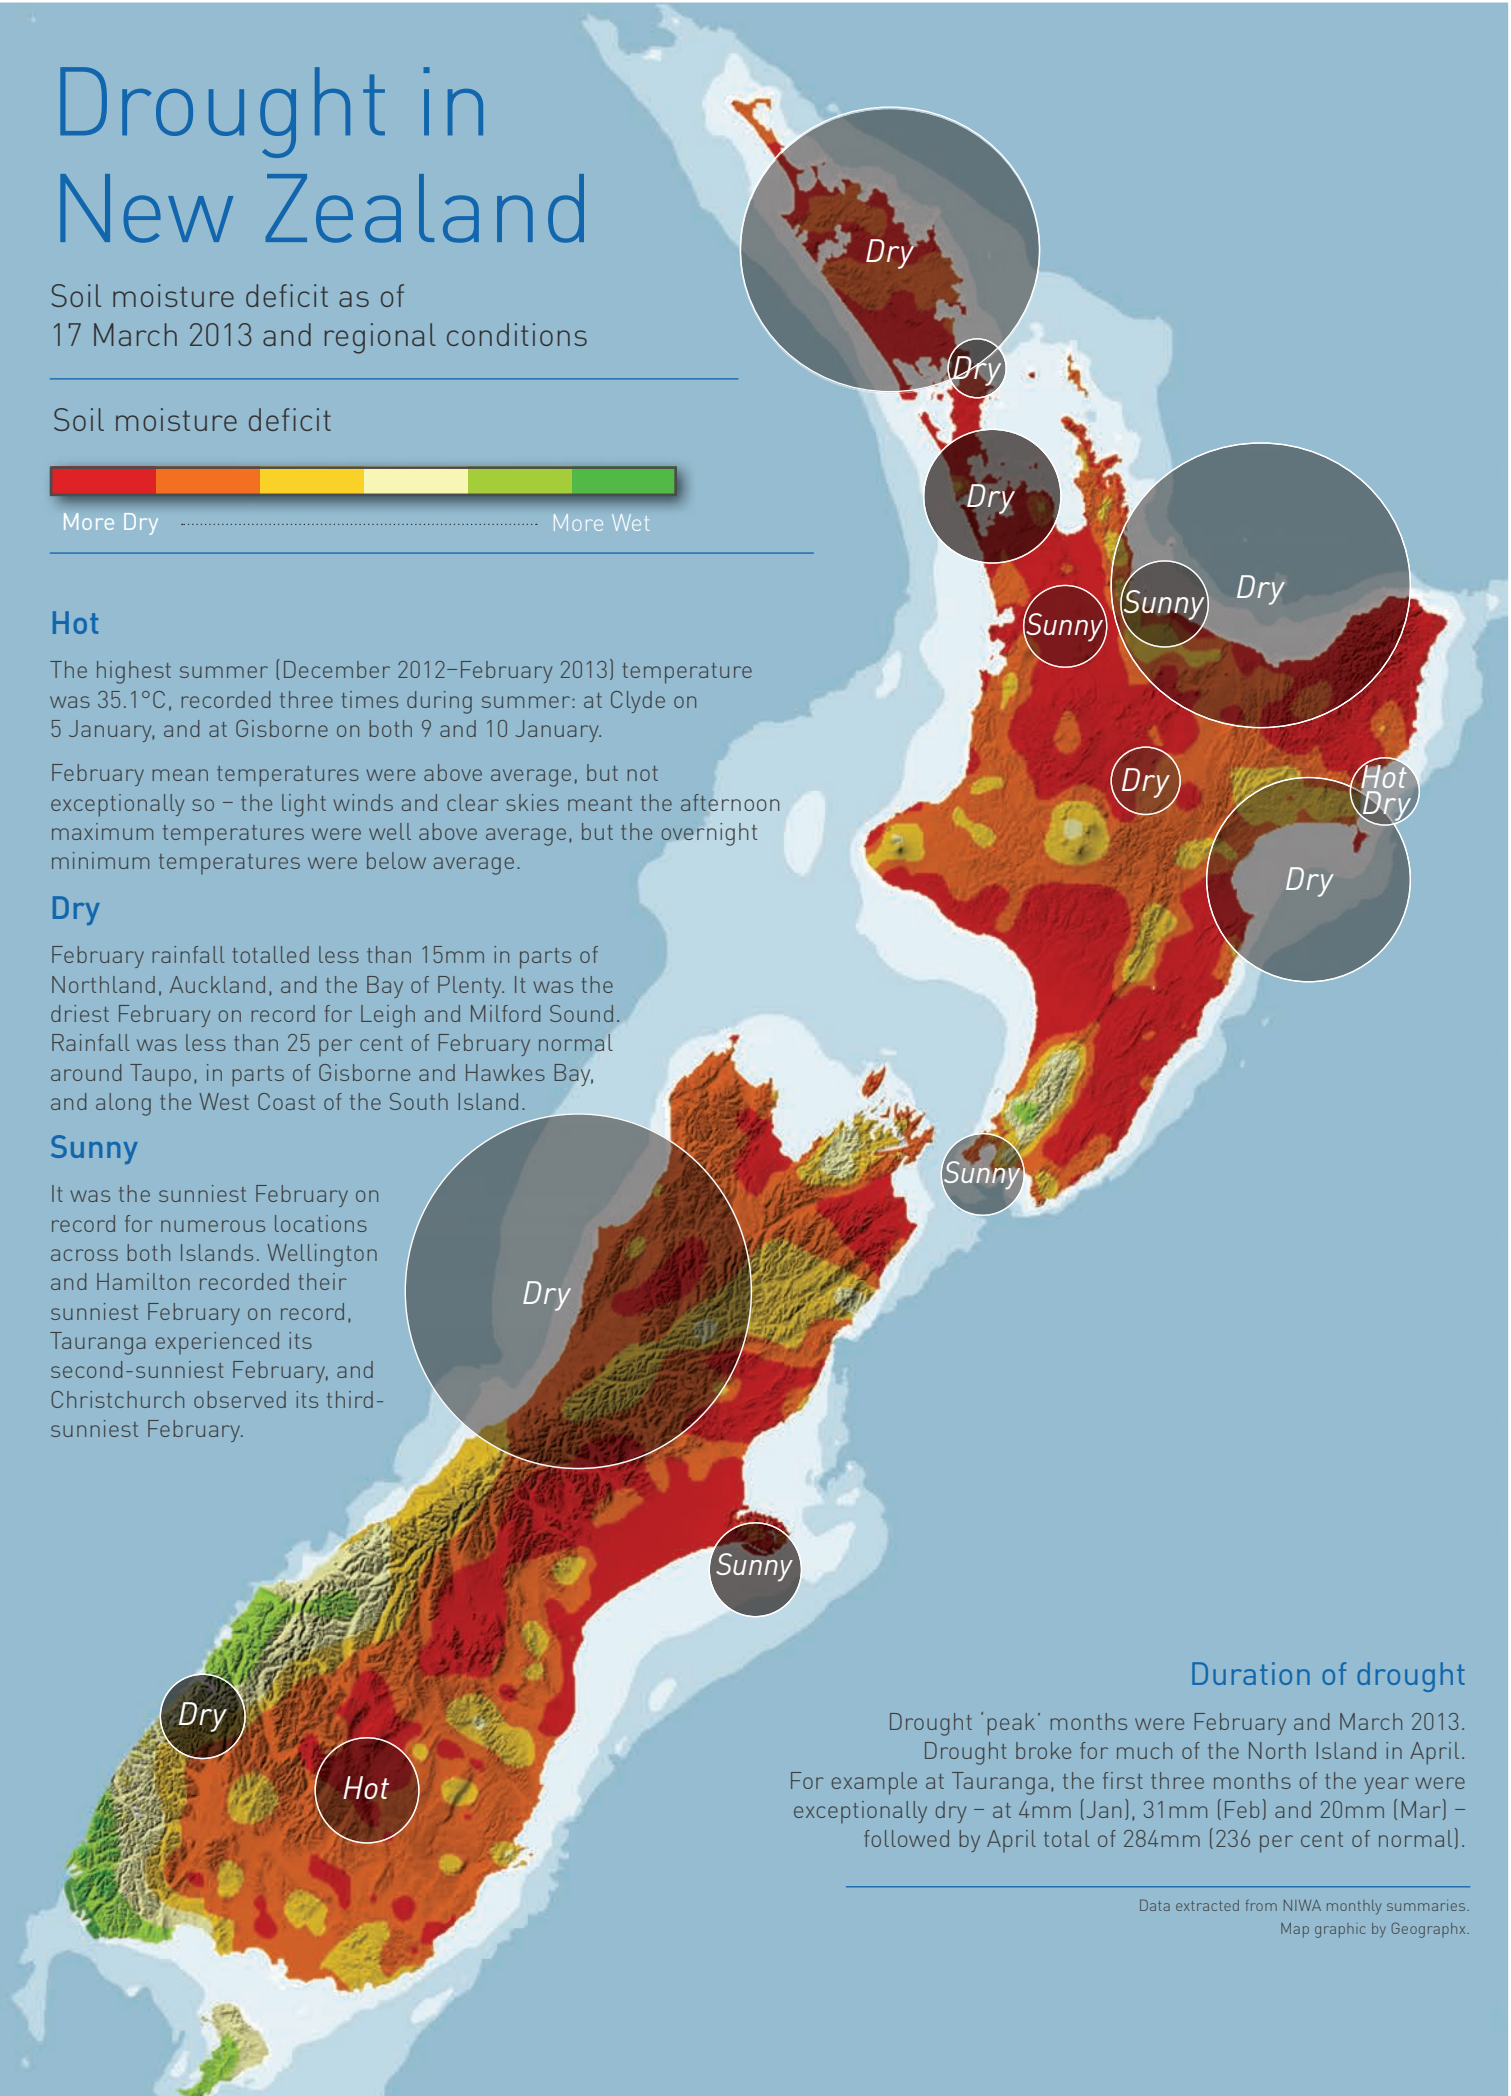 Drought in
New Zealand
Soil moisture deficit as of
17 March 2013 and regional conditions
Soil moisture deficit
More Dry
More Wet
Hot
The highest summer (December 2012–February 2013) temperature
was 35.1°C, recorded three times during summer: at Clyde on
5 January, and at Gisborne on both 9 and 10 January.
February mean temperatures were above average, but not
exceptionally so – the light winds and clear skies meant the afternoon
maximum temperatures were well above average, but the overnight
minimum temperatures were below average.
Dry
February rainfall totalled less than 15mm in parts of
Northland, Auckland, and the Bay of Plenty. It was the
driest February on record for Leigh and Milford Sound.
Rainfall was less than 25 per cent of February normal
around Taupo, in parts of Gisborne and Hawkes Bay,
and along the West Coast of the South Island.
Sunny
It was the sunniest February on
record for numerous locations
across both Islands. Wellington
and Hamilton recorded their
sunniest February on record,
Tauranga experienced its
second-sunniest February, and
Christchurch observed its third-
sunniest February.
Dry
Dry
Dry
Dry
Sunny
Sunny
Dry
Hot
Dry
Dry
Sunny
Dry
Sunny
Dry
Hot
Duration of drought
Drought 'peak' months were February and March 2013.
Drought broke for much of the North Island in April.
For example at Tauranga, the first three months of the year were
exceptionally dry – at 4mm (Jan), 31mm (Feb) and 20mm (Mar) –
followed by April total of 284mm (236 per cent of normal).
Data extracted from NIWA monthly summaries.
Map graphic by Geographx.